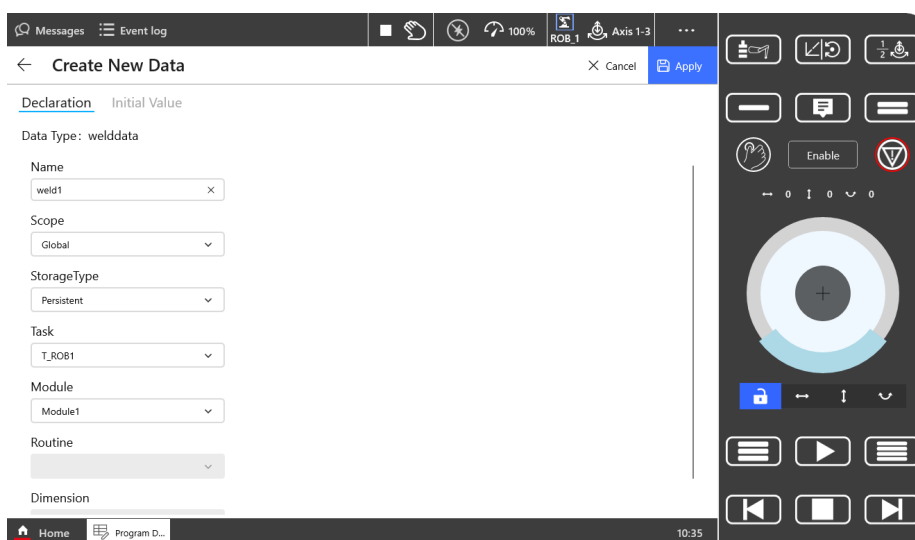 Messages Event log 100% ROB_1 Axis 1-3 ...
Create New Data Cancel Apply
Declaration Initial Value
Data Type: welddata
Name
weld1
Scope
Global
StorageType
Persistent
Task
T_ROB1
Module
Module1
Routine
Dimension
Home Program D... 10:35
1/2
Enable
0 0 0